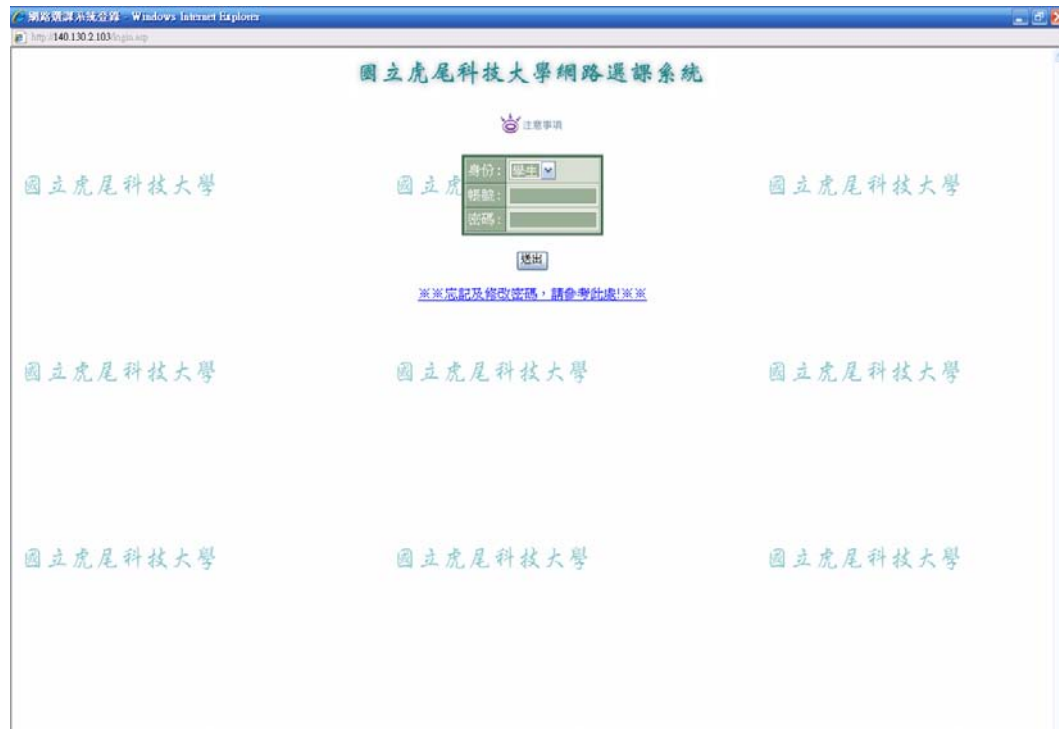 網路選課系統登錄 - Windows Internet Explorer
http://140.130.2.103/login.asp
國立虎尾科技大學網路選課系統
注意事項
國立虎尾科技大學
國立虎
國立虎尾科技大學
身份：
學生
帳號：
密碼：
送出
※※忘記及修改密碼，請參考此處!※※
國立虎尾科技大學
國立虎尾科技大學
國立虎尾科技大學
國立虎尾科技大學
國立虎尾科技大學
國立虎尾科技大學